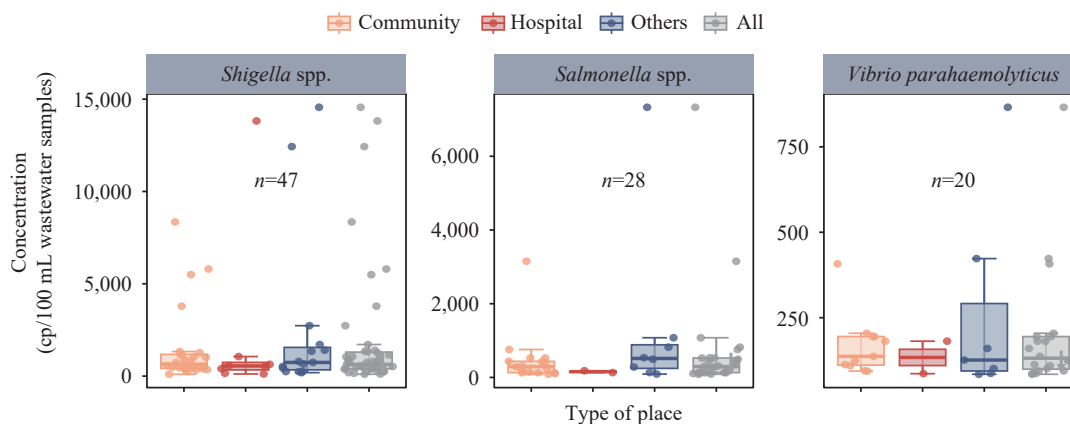 Community Hospital Others All
Shigella spp.
Salmonella spp.
Vibrio parahaemolyticus
Concentration
(cp/100 mL wastewater samples)
15,000
10,000
5,000
0
n=47
6,000
4,000
2,000
0
n=28
750
500
250
n=20
Type of place